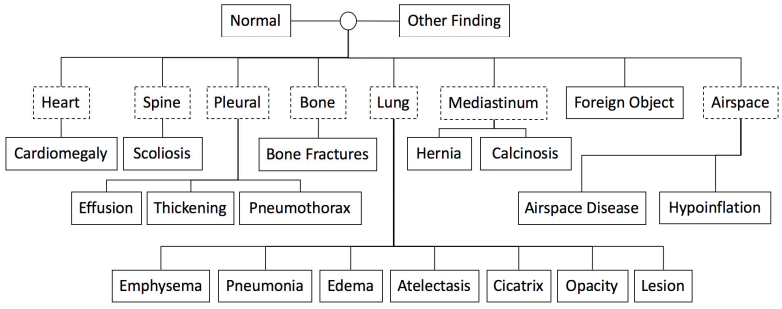 Normal
Other Finding
Heart
Spine
Pleural
Bone
Lung
Mediastinum
Foreign Object
Airspace
Cardiomegaly
Scoliosis
Bone Fractures
Hernia
Calcinosis
Effusion
Thickening
Pneumothorax
Airspace Disease
Hypoinflation
Emphysema
Pneumonia
Edema
Atelectasis
Cicatrix
Opacity
Lesion